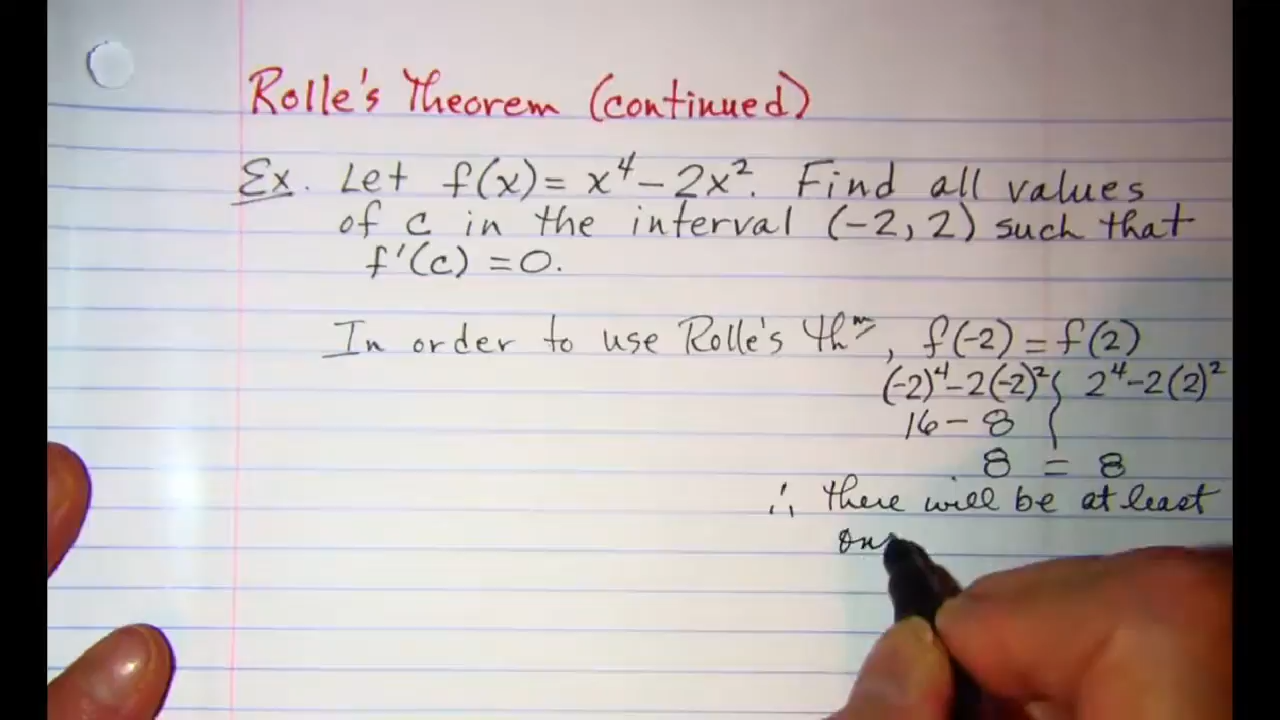 Rolle's Theorem (continued)
Ex. Let f(x) = x⁴ - 2x². Find all values
of c in the interval (-2, 2) such that
f'(c) = 0.
In order to use Rolle's thᵐ, f(-2) = f(2)
(-2)⁴ - 2(-2)² 2⁴ - 2(2)²
16 - 8
8 = 8
∴ there will be at least